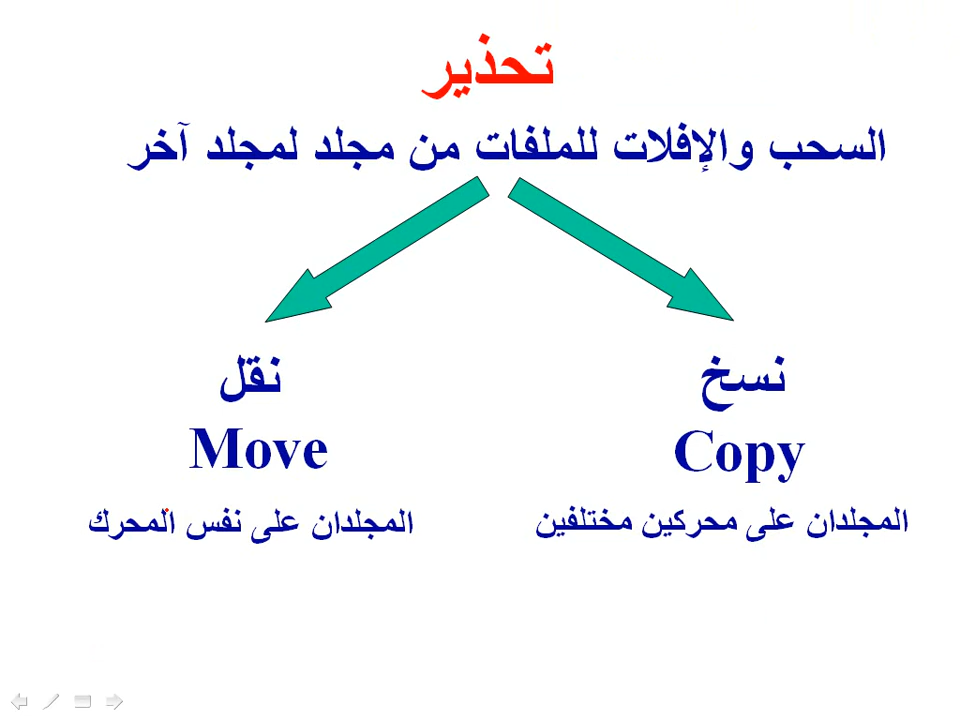 تحذير
السحب والإفلات للملفات من مجلد لمجلد آخر
نسخ
Copy
المجلدان على محركين مختلفين
نقل
Move
المجلدان على نفس المحرك